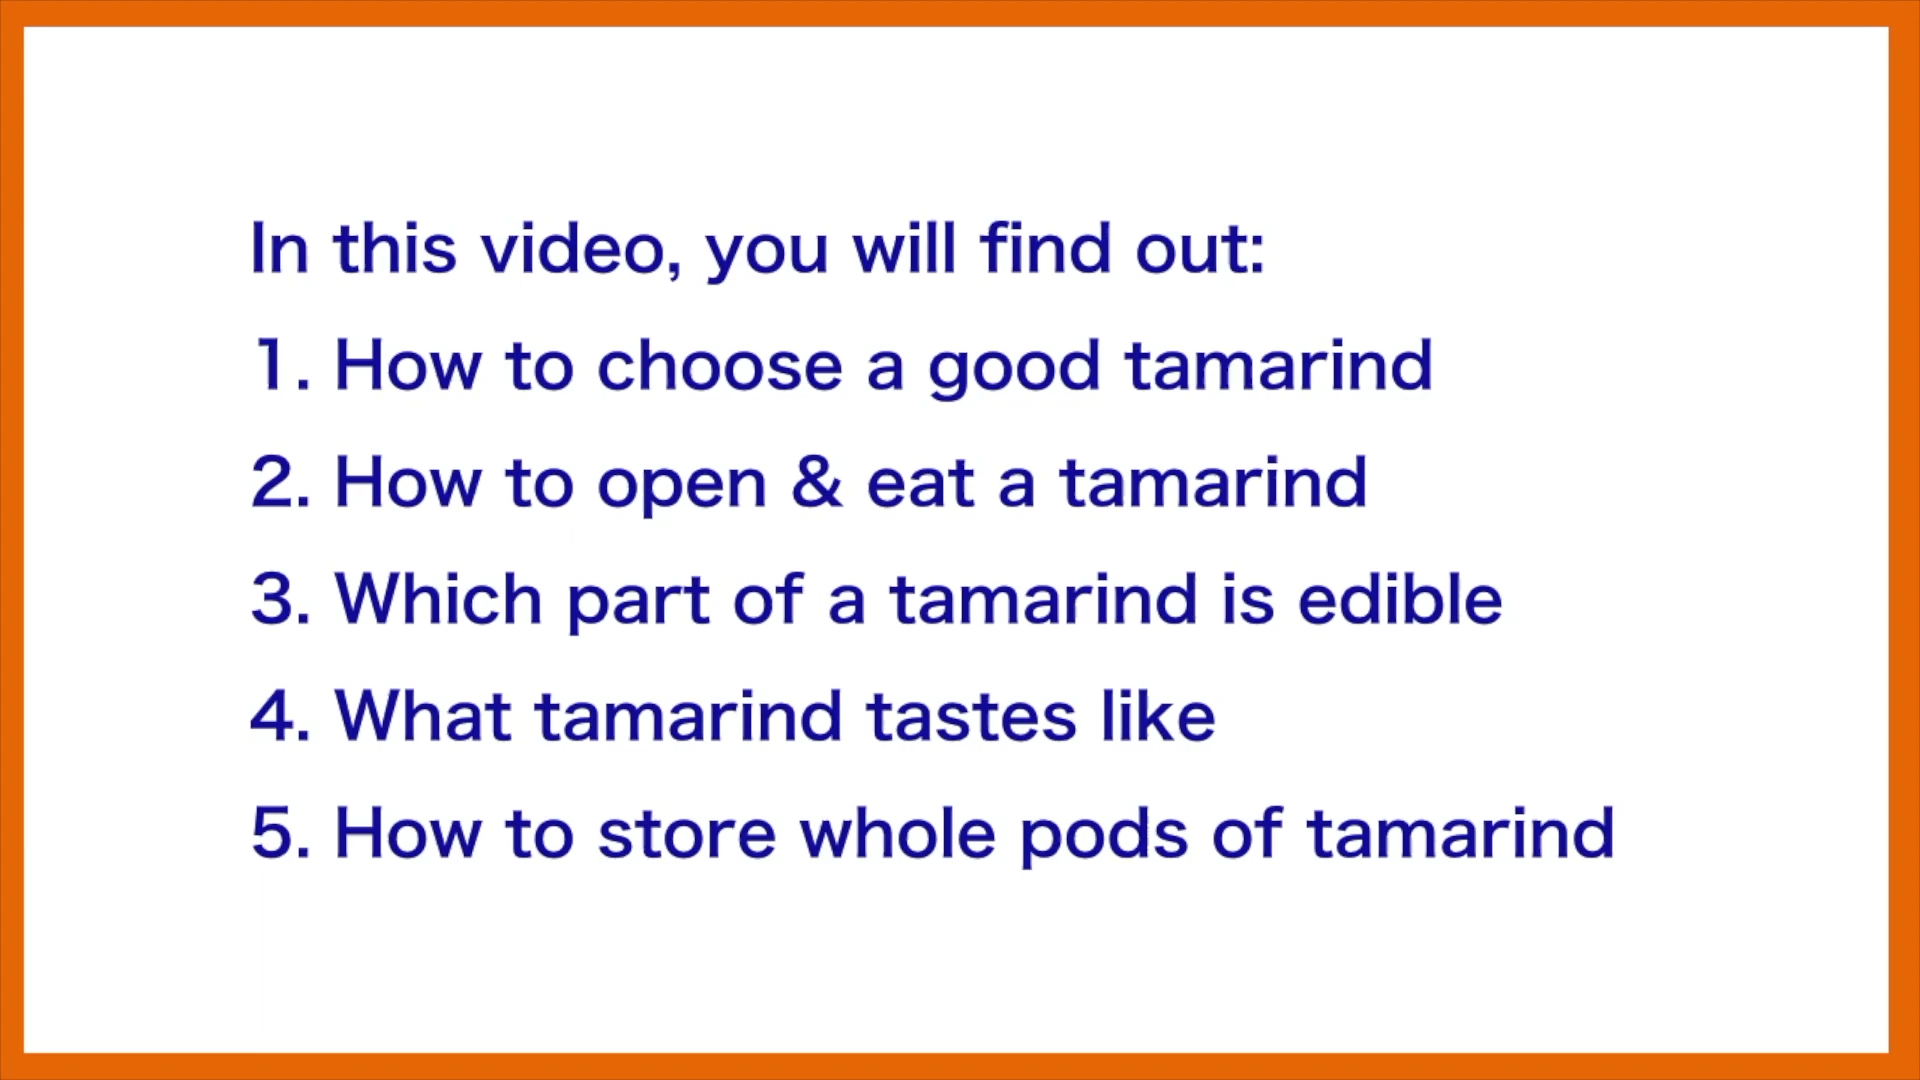 In this video, you will find out:
1. How to choose a good tamarind
2. How to open & eat a tamarind
3. Which part of a tamarind is edible
4. What tamarind tastes like
5. How to store whole pods of tamarind